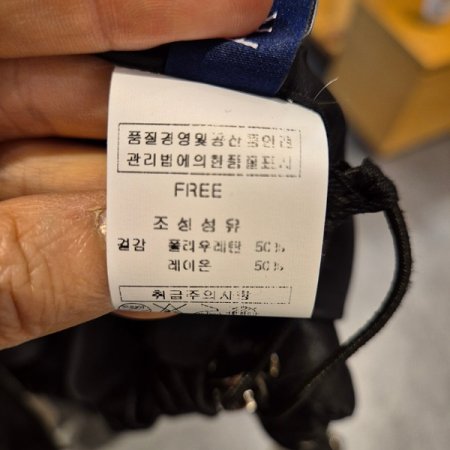 품질경영및공산품안전
관리법에의한품질표시
FREE
조성섬유
겉감 폴리우레탄 50%
레이온 50%
취급주의사항